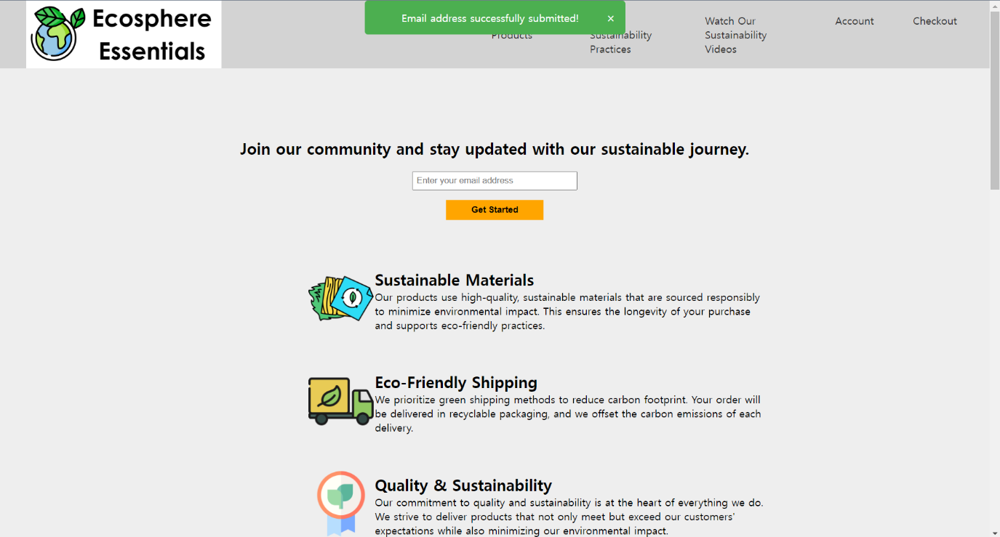 Ecosphere
Essentials
Email address successfully submitted! ×
Products
Sustainability
Practices
Watch Our
Sustainability
Videos
Account
Checkout
Join our community and stay updated with our sustainable journey.
Enter your email address
Get Started
Sustainable Materials
Our products use high-quality, sustainable materials that are sourced responsibly
to minimize environmental impact. This ensures the longevity of your purchase
and supports eco-friendly practices.
Eco-Friendly Shipping
We prioritize green shipping methods to reduce carbon footprint. Your order will
be delivered in recyclable packaging, and we offset the carbon emissions of each
delivery.
Quality & Sustainability
Our commitment to quality and sustainability is at the heart of everything we do.
We strive to deliver products that not only meet but exceed our customers'
expectations while also minimizing our environmental impact.